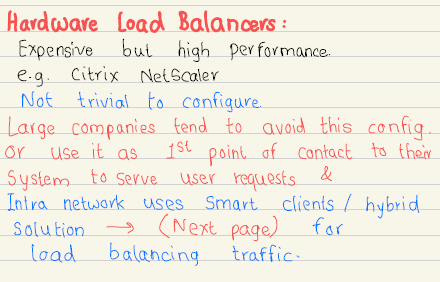 Hardware Load Balancers:
Expensive but high performance.
e.g. Citrix NetScaler
Not trivial to configure.
Large companies tend to avoid this config.
Or use it as 1st point of contact to their
System to serve user requests &
Intra network uses Smart clients / hybrid
solution → (Next page) for
load balancing traffic.